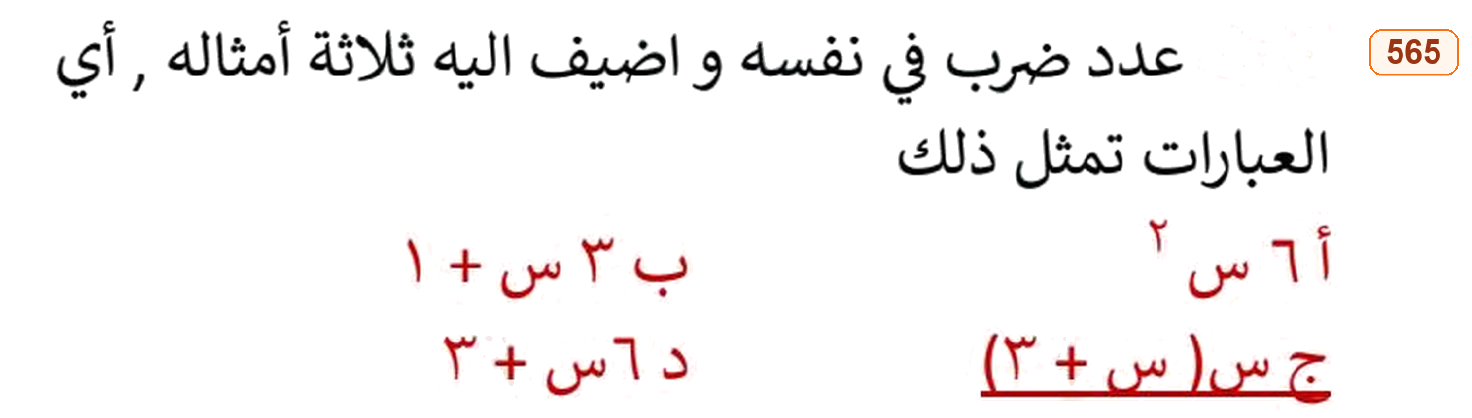 565
عدد ضرب في نفسه و اضيف اليه ثلاثة أمثاله , أي
العبارات تمثل ذلك
أ ٦ س ٢
ب ٣ س + ١
ج س( س + ٣)
د ٦س + ٣